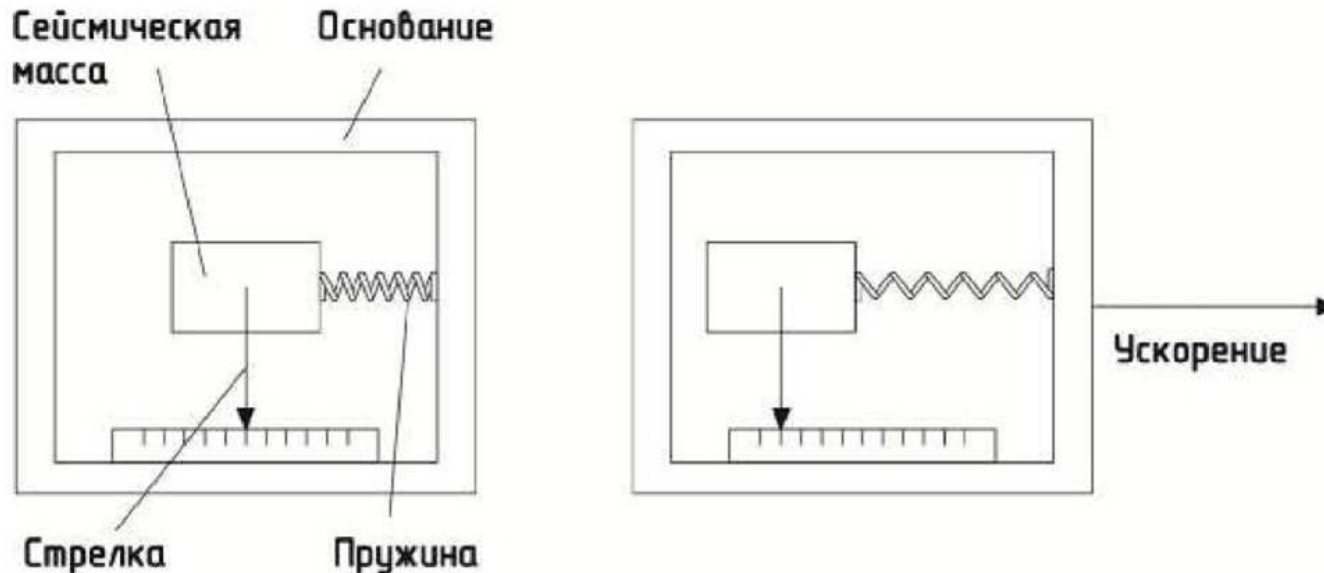 Сейсмическая
масса
Основание
Ускорение
Стрелка
Пружина